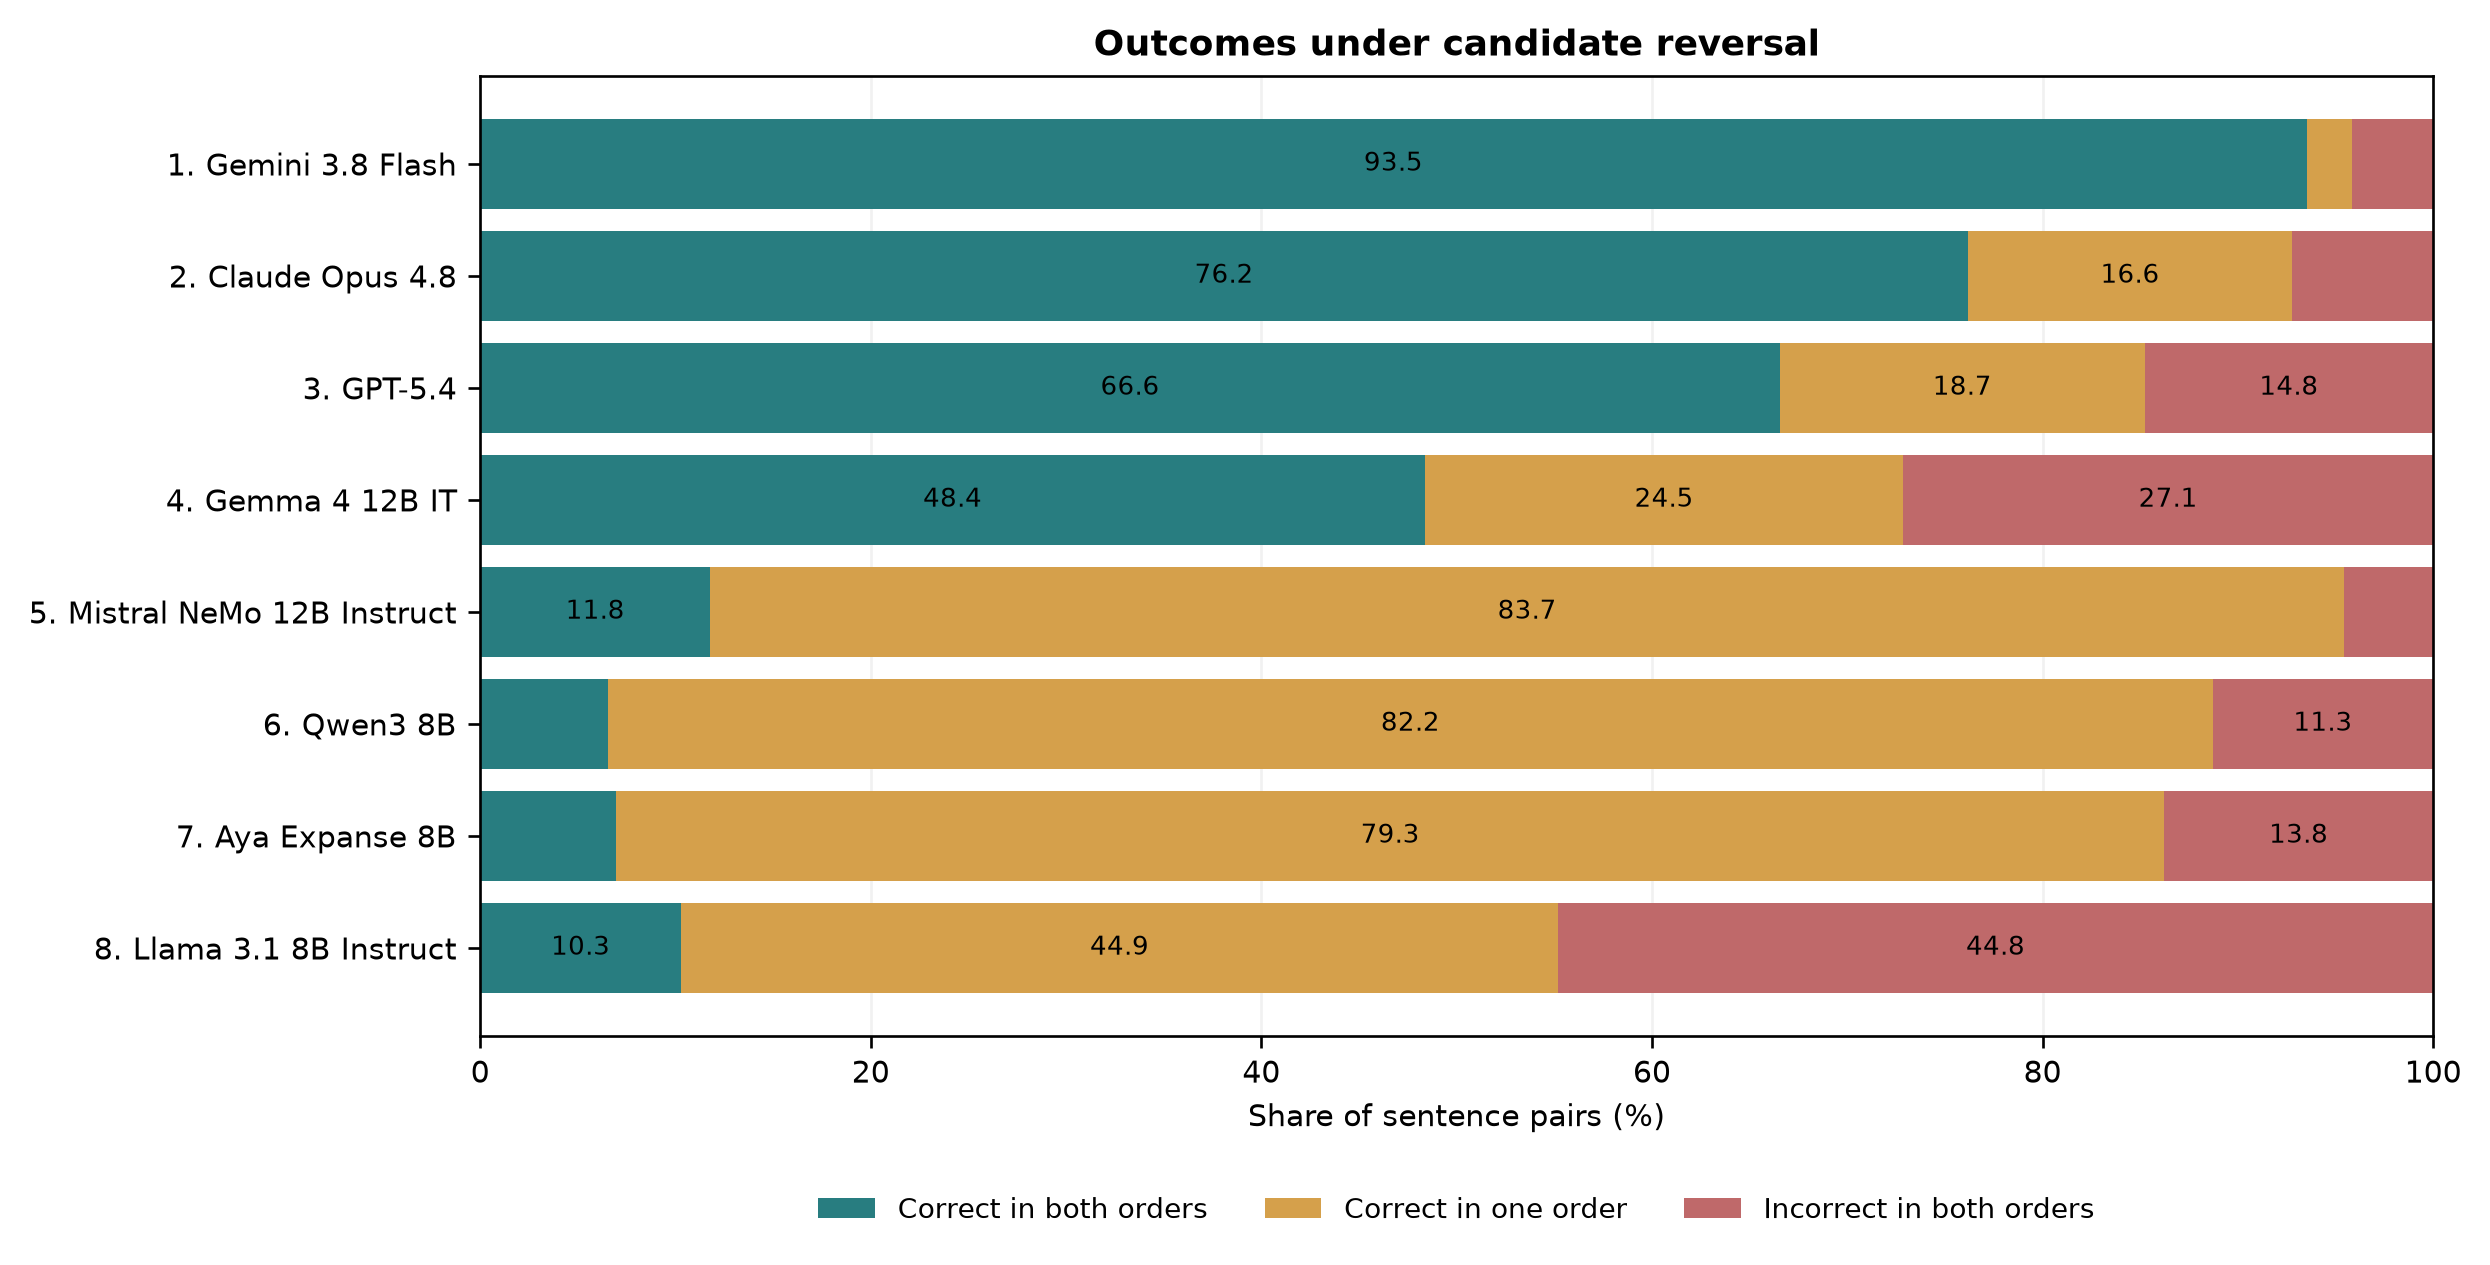 Outcomes under candidate reversal
1. Gemini 3.8 Flash
93.5
2. Claude Opus 4.8
76.2 16.6
3. GPT-5.4
66.6 18.7 14.8
4. Gemma 4 12B IT
48.4 24.5 27.1
5. Mistral NeMo 12B Instruct
11.8 83.7
6. Qwen3 8B
82.2 11.3
7. Aya Expanse 8B
79.3 13.8
8. Llama 3.1 8B Instruct
10.3 44.9 44.8
0 20 40 60 80 100
Share of sentence pairs (%)
Correct in both orders Correct in one order Incorrect in both orders